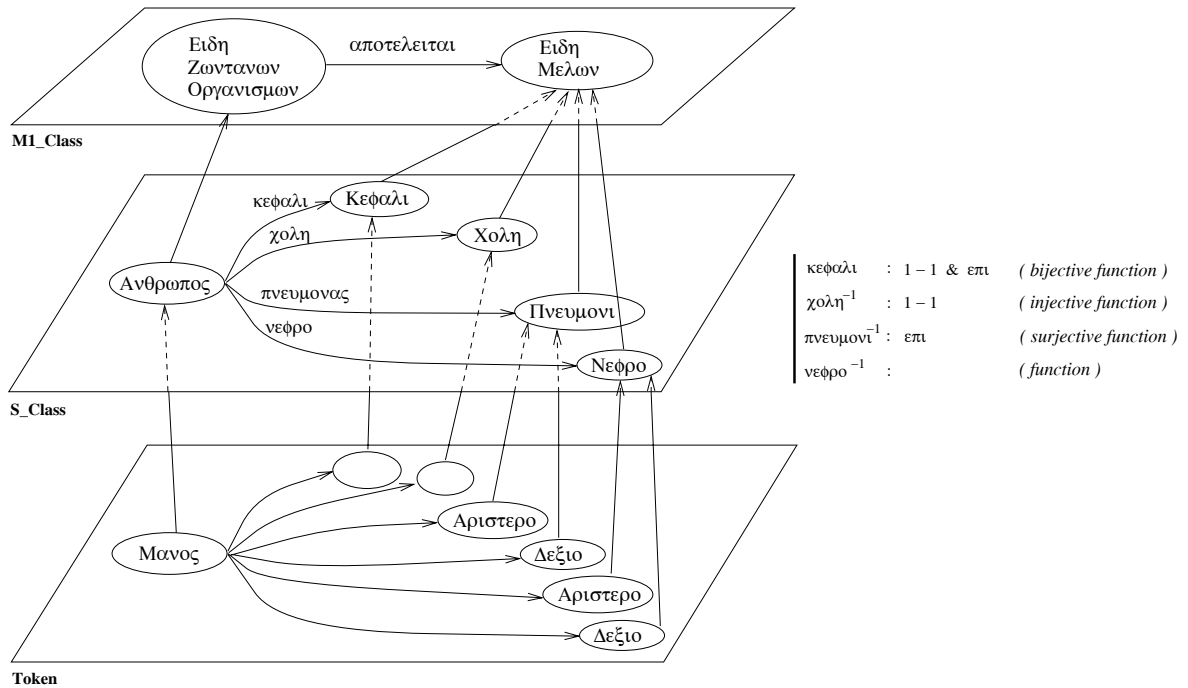 Ειδη
Ζωντανων
Οργανισμων
αποτελειται
Ειδη
Μελων
M1_Class
κεφαλι
Κεφαλι
χολη
Χολη
Ανθρωπος
πνευμονας
Πνευμονι
νεφρο
Νεφρο
S_Class
κεφαλι : 1 – 1 & επι ( bijective function )
χολη⁻¹ : 1 – 1 ( injective function )
πνευμονι⁻¹ : επι ( surjective function )
νεφρο⁻¹ : ( function )
Αριστερο
Μανος
Δεξιο
Αριστερο
Δεξιο
Token